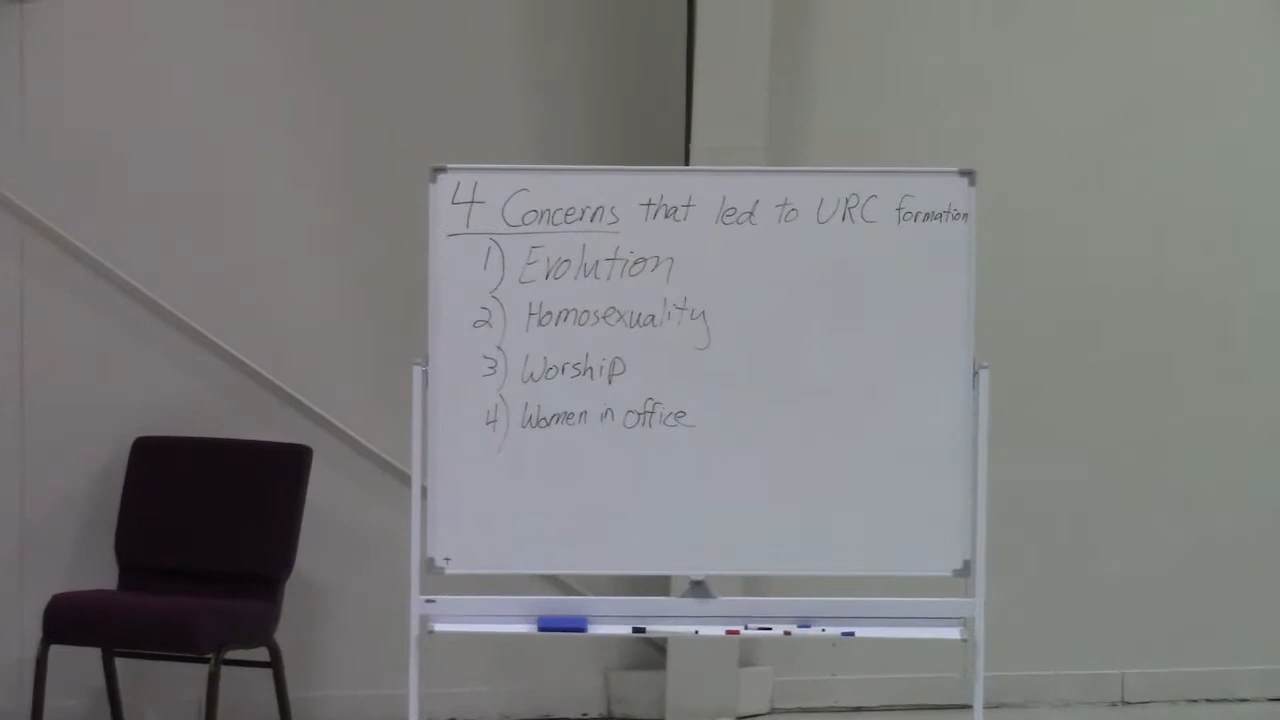 4 Concerns that led to URC formation
1) Evolution
2) Homosexuality
3) Worship
4) Women in office